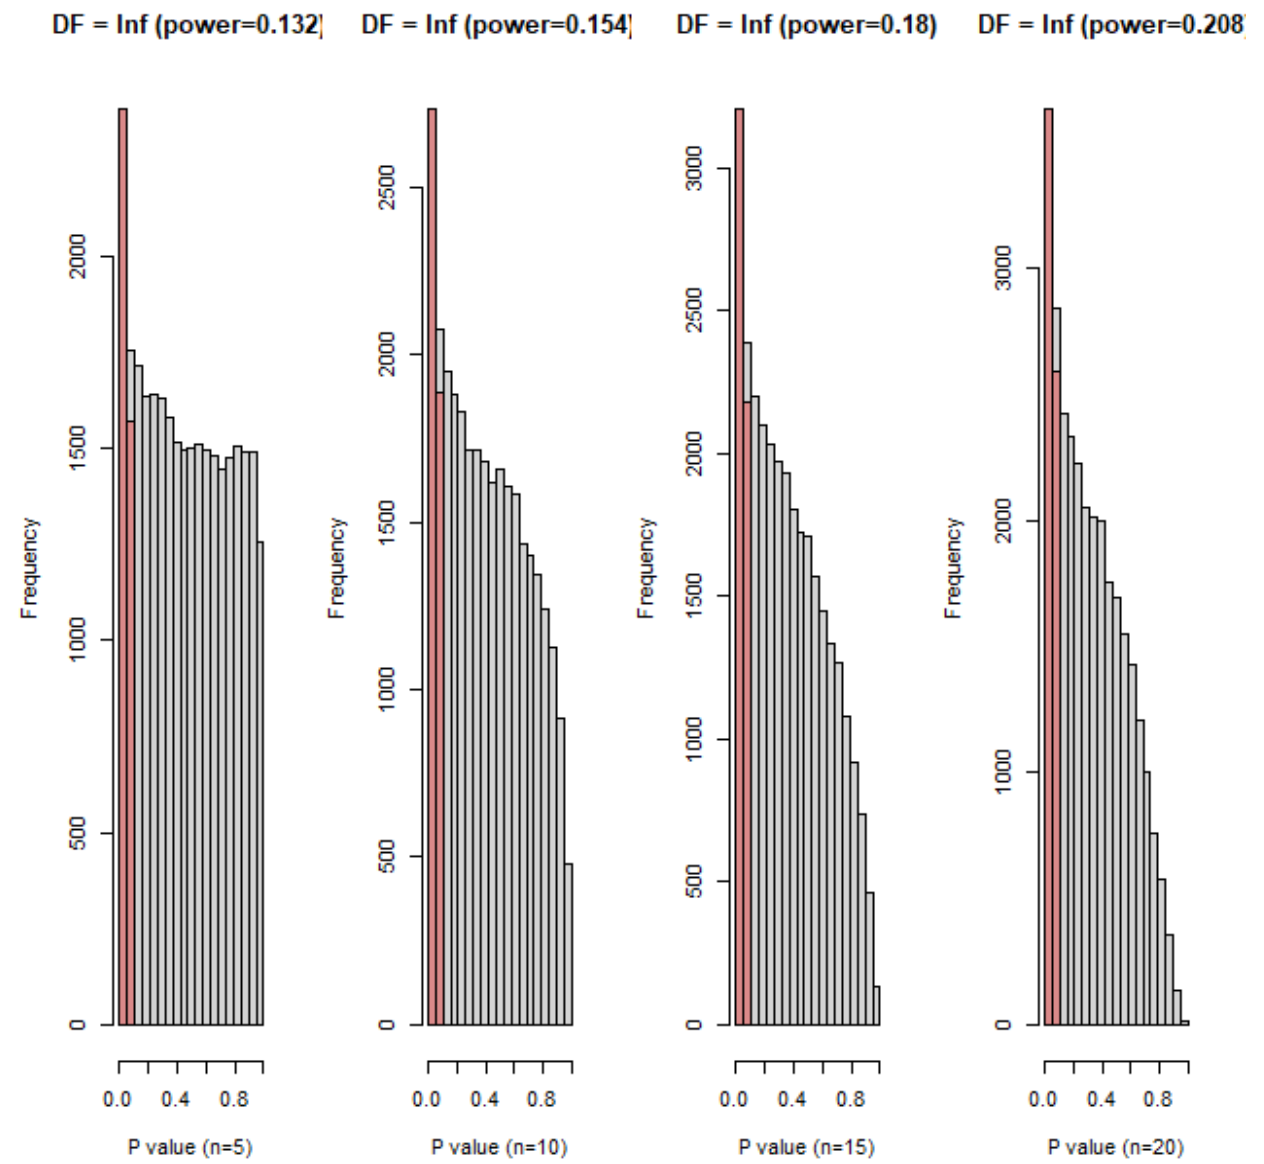 DF = Inf (power=0.132)
Frequency
0 500 1000 1500 2000
0.0 0.4 0.8
P value (n=5)
DF = Inf (power=0.154)
Frequency
0 500 1000 1500 2000 2500
0.0 0.4 0.8
P value (n=10)
DF = Inf (power=0.18)
Frequency
0 500 1000 1500 2000 2500 3000
0.0 0.4 0.8
P value (n=15)
DF = Inf (power=0.208)
Frequency
0 1000 2000 3000
0.0 0.4 0.8
P value (n=20)